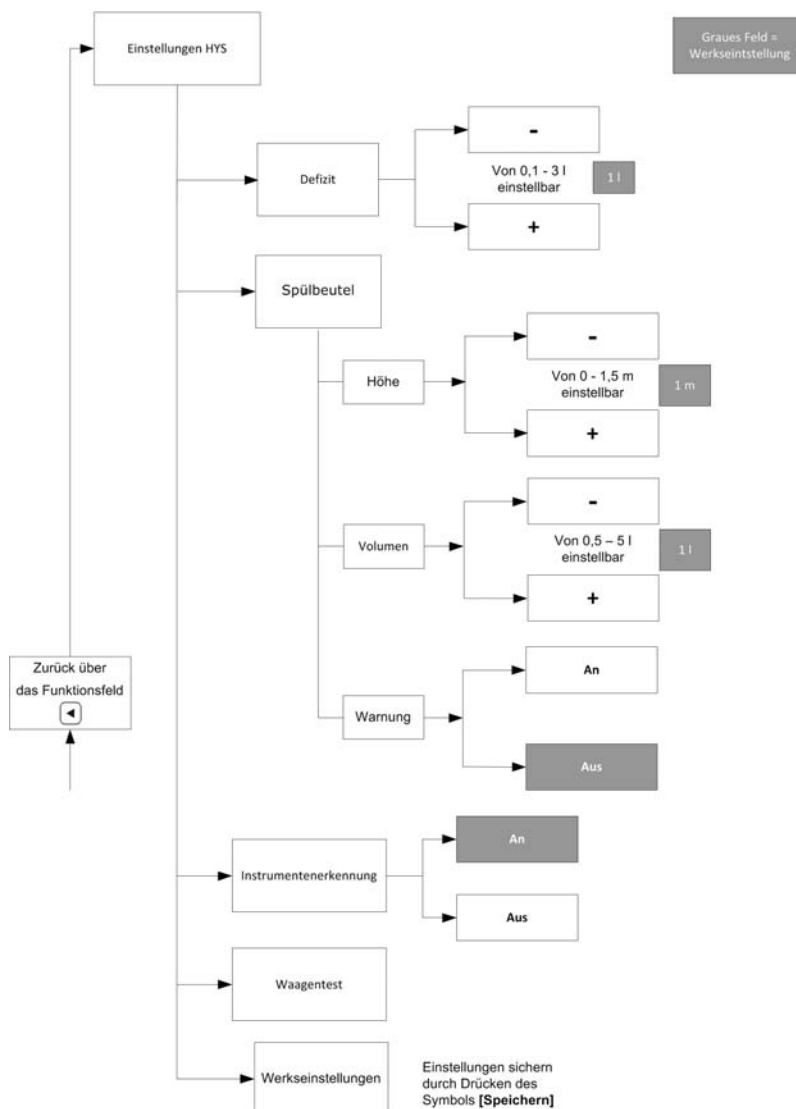 Einstellungen HYS
Graues Feld =
Werkseintstellung
-
Defizit
Von 0,1 - 3 l
einstellbar
1 l
+
Spülbeutel
-
Höhe
Von 0 - 1,5 m
einstellbar
1 m
+
-
Volumen
Von 0,5 – 5 l
einstellbar
1 l
+
Zurück über
das Funktionsfeld
An
Warnung
Aus
An
Instrumentenerkennung
Aus
Waagentest
Werkseinstellungen
Einstellungen sichern
durch Drücken des
Symbols [Speichern]